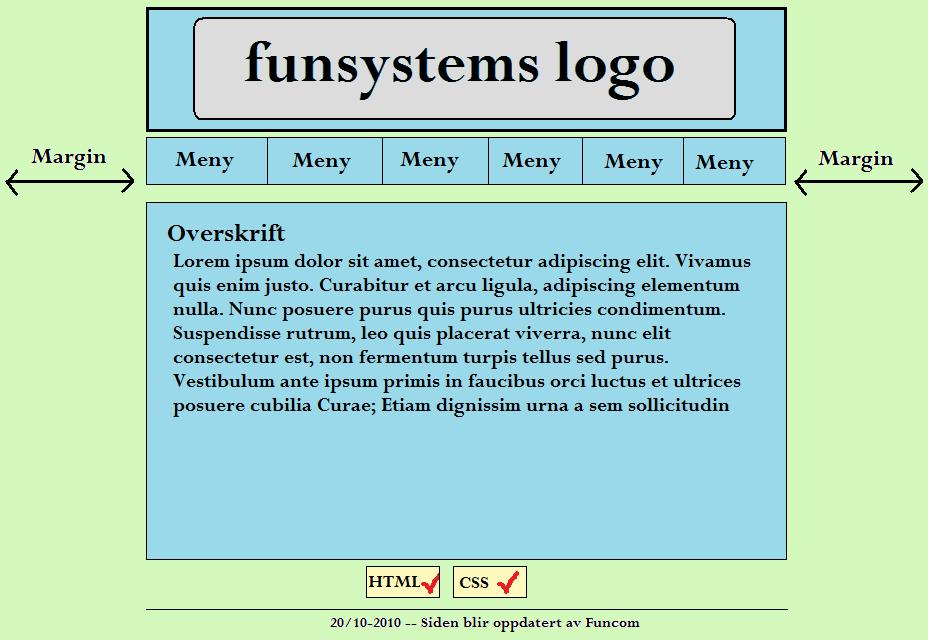 funsystems logo
Margin
Meny Meny Meny Meny Meny Meny
Margin
Overskrift
Lorem ipsum dolor sit amet, consectetur adipiscing elit. Vivamus
quis enim justo. Curabitur et arcu ligula, adipiscing elementum
nulla. Nunc posuere purus quis purus ultricies condimentum.
Suspendisse rutrum, leo quis placerat viverra, nunc elit
consectetur est, non fermentum turpis tellus sed purus.
Vestibulum ante ipsum primis in faucibus orci luctus et ultrices
posuere cubilia Curae; Etiam dignissim urna a sem sollicitudin
HTML CSS
20/10-2010 -- Siden blir oppdatert av Funcom